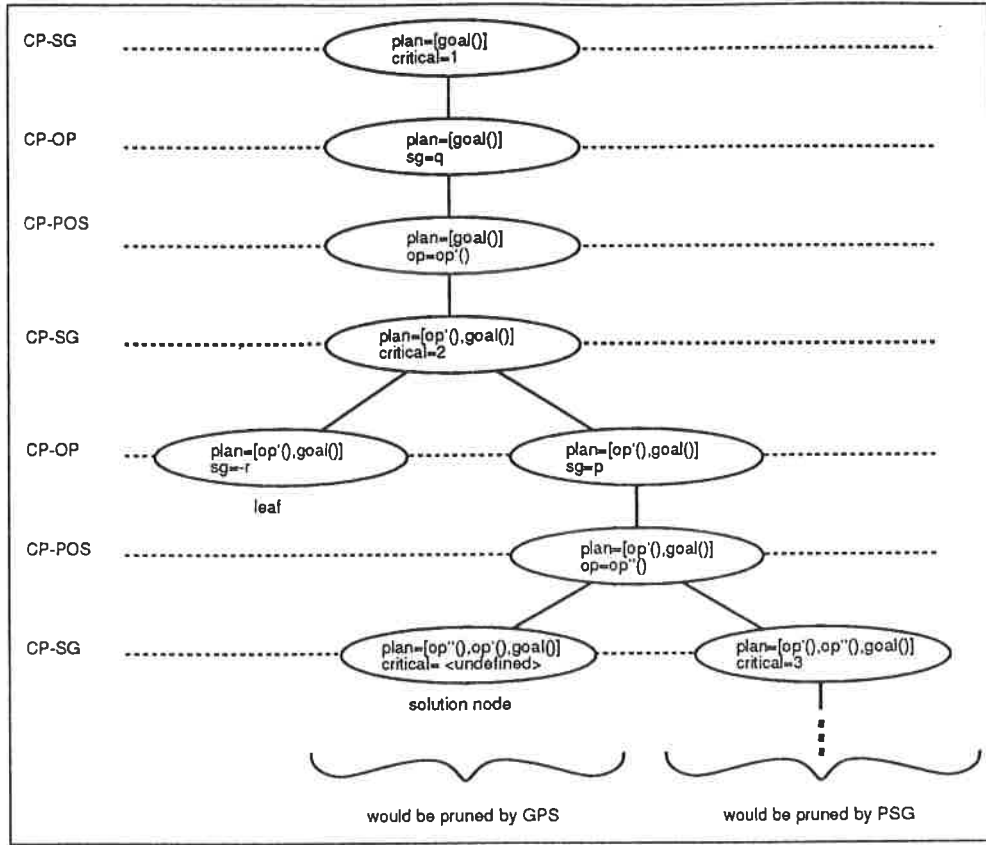 CP-SG
plan=[goal()]
critical=1
CP-OP
plan=[goal()]
sg=q
CP-POS
plan=[goal()]
op=op'()
CP-SG
plan=[op'(),goal()]
critical=2
CP-OP
plan=[op'(),goal()]
sg=-r
leaf
plan=[op'(),goal()]
sg=p
CP-POS
plan=[op'(),goal()]
op=op''()
CP-SG
plan=[op''(),op'(),goal()]
critical= <undefined>
solution node
plan=[op'(),op''(),goal()]
critical=3
would be pruned by GPS
would be pruned by PSG